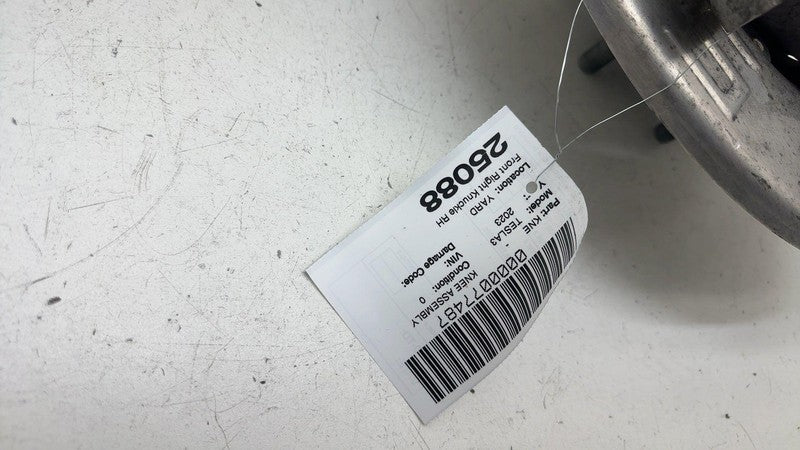 0000077487
Part: KNE KNEE ASSEMBLY
Model: TESLA3 Condition: 0
2023 VIN:
Location: YARD Damage Code:
Front Right Knuckle RH
25088